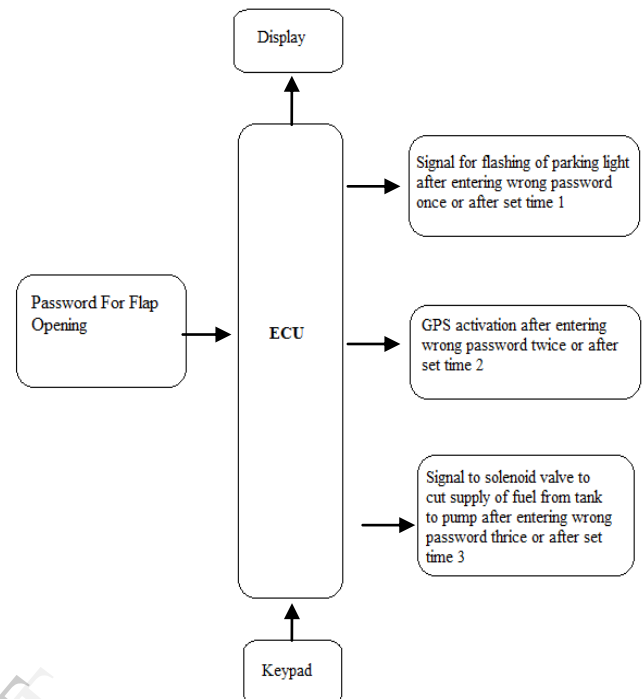 Display
Signal for flashing of parking light
after entering wrong password
once or after set time 1
Password For Flap
Opening
ECU
GPS activation after entering
wrong password twice or after
set time 2
Signal to solenoid valve to
cut supply of fuel from tank
to pump after entering wrong
password thrice or after set
time 3
Keypad